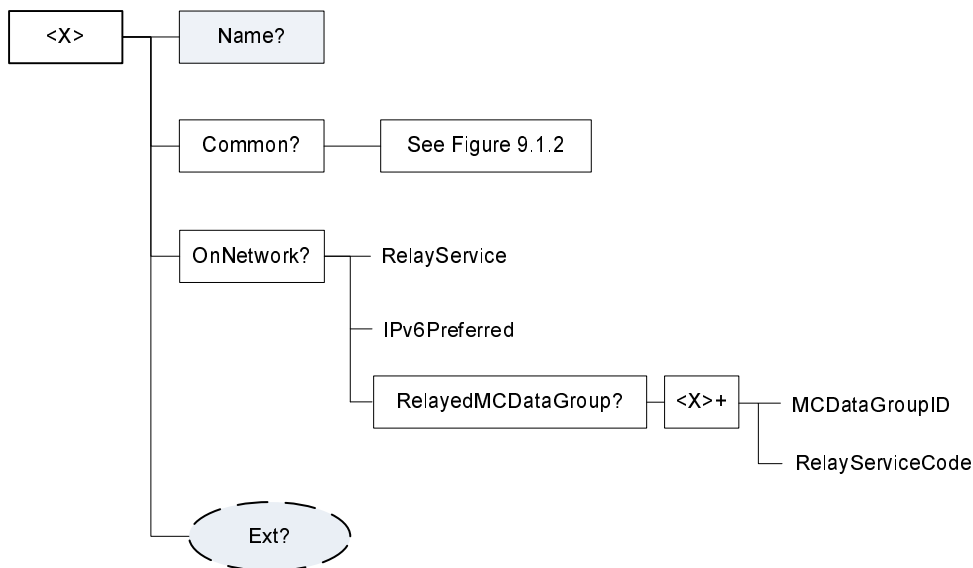 <X>
Name?
Common?
See Figure 9.1.2
OnNetwork?
RelayService
IPv6Preferred
RelayedMCDataGroup?
<X>+
MCDataGroupID
RelayServiceCode
Ext?